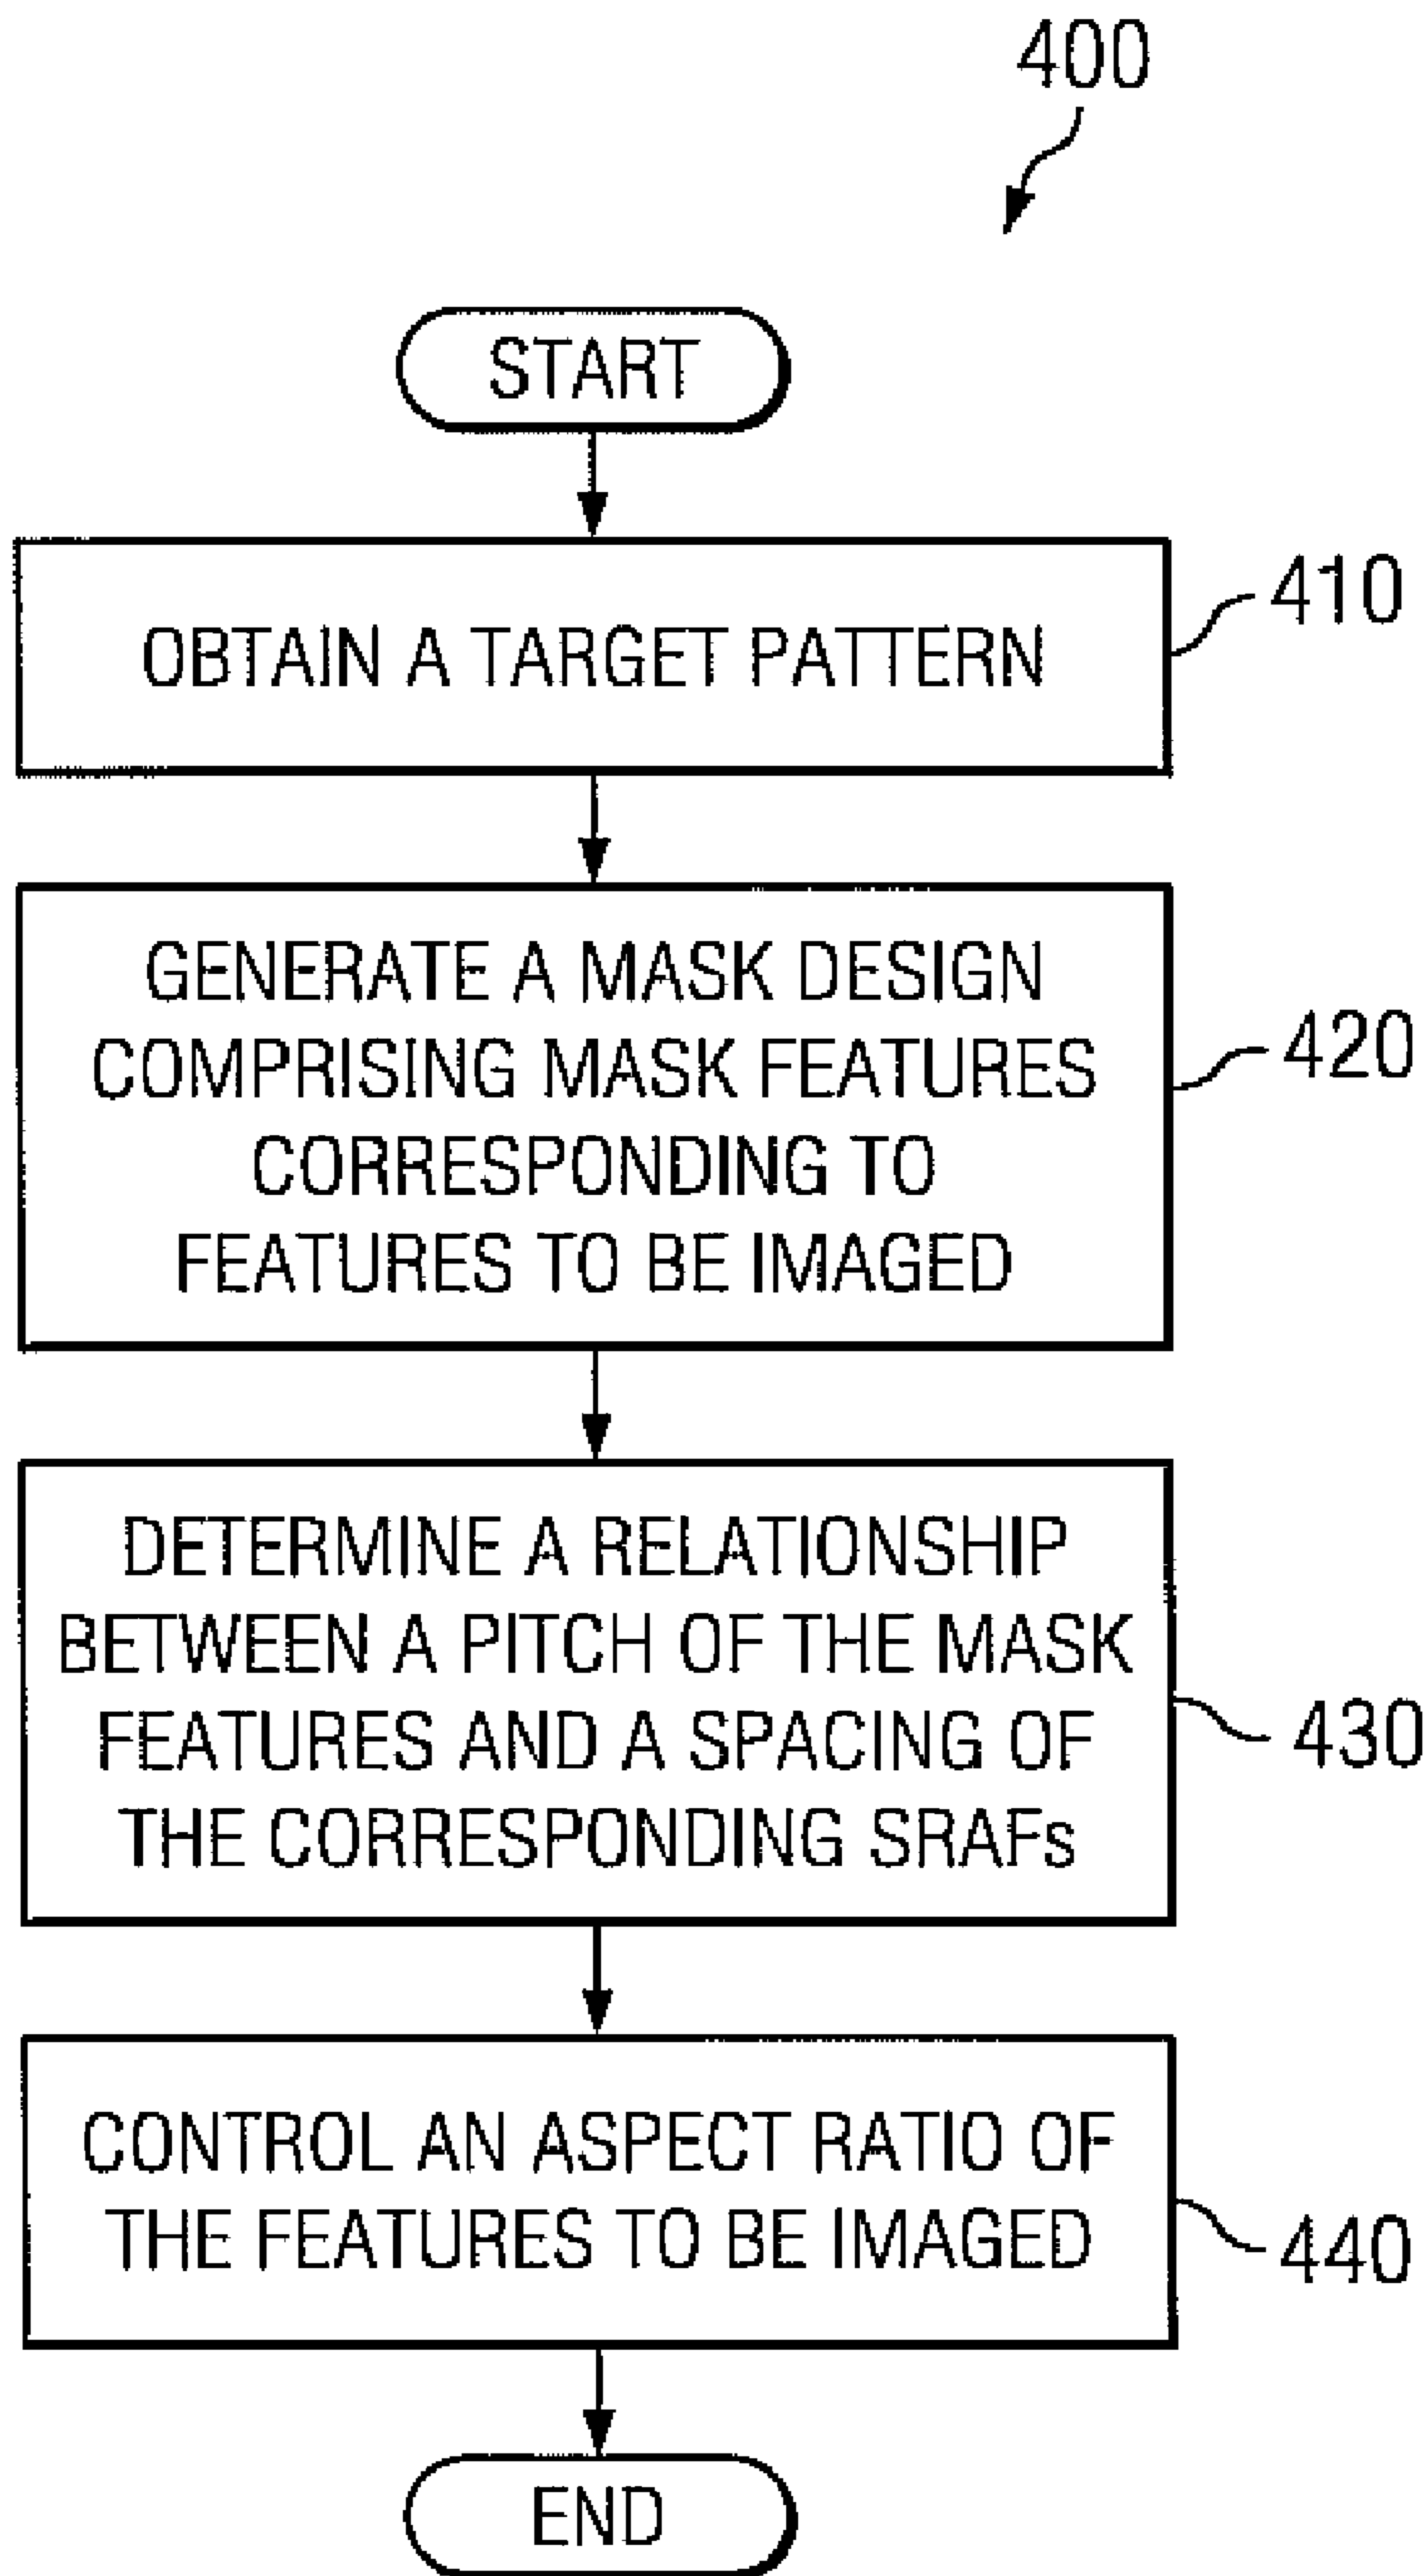 400
START
OBTAIN A TARGET PATTERN
410
GENERATE A MASK DESIGN
COMPRISING MASK FEATURES
CORRESPONDING TO
FEATURES TO BE IMAGED
420
DETERMINE A RELATIONSHIP
BETWEEN A PITCH OF THE MASK
FEATURES AND A SPACING OF
THE CORRESPONDING SRAFs
430
CONTROL AN ASPECT RATIO OF
THE FEATURES TO BE IMAGED
440
END